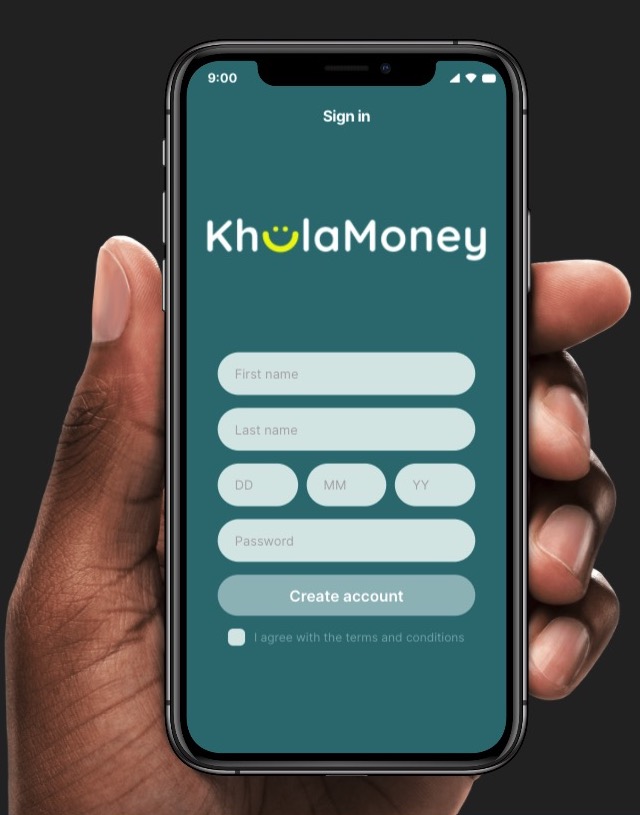 9:00
Sign in
KhulaMoney
First name
Last name
DD MM YY
Password
Create account
I agree with the terms and conditions